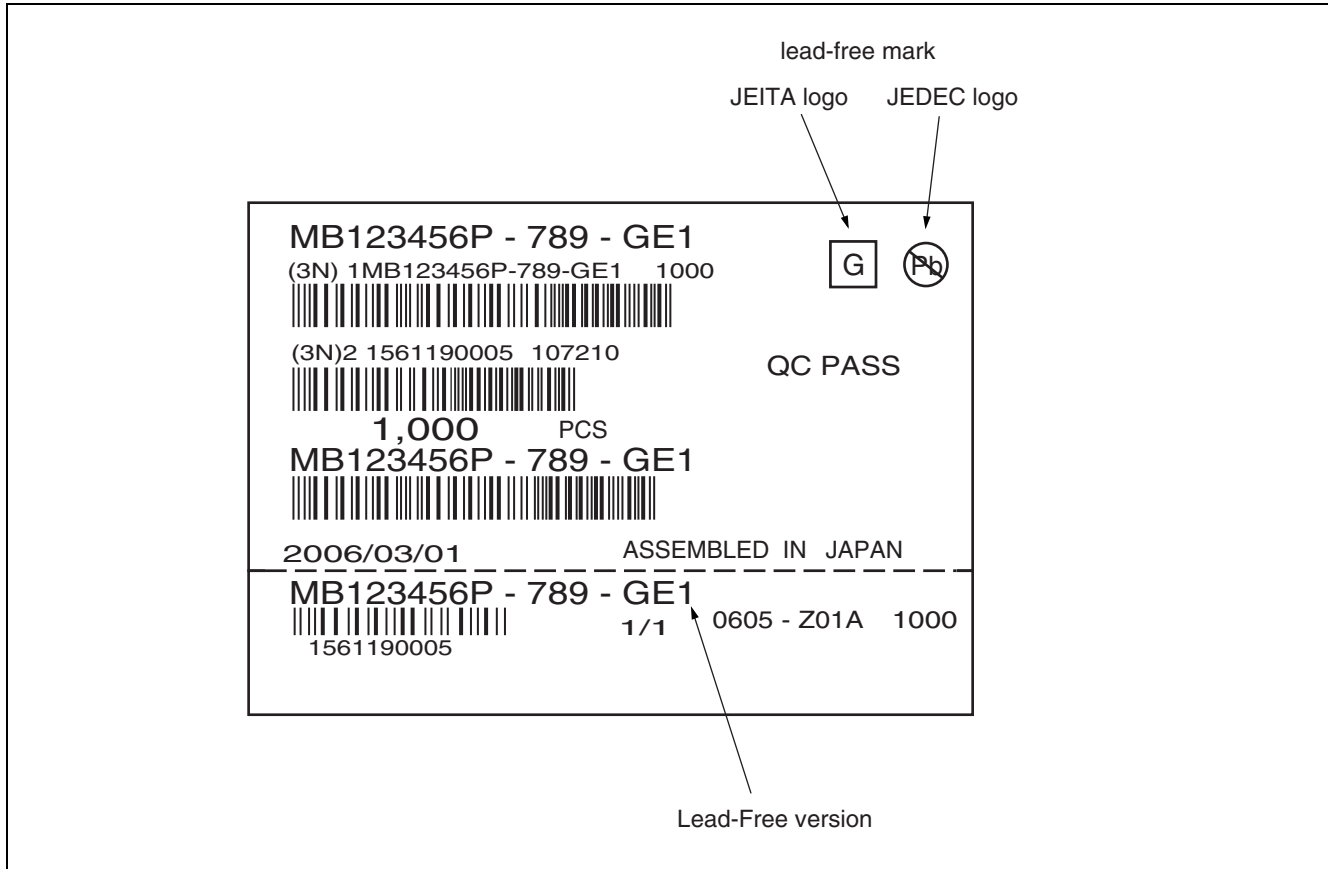 lead-free mark
JEITA logo JEDEC logo
MB123456P - 789 - GE1
(3N) 1MB123456P-789-GE1 1000
G Pb
(3N)2 1561190005 107210
QC PASS
1,000 PCS
MB123456P - 789 - GE1
2006/03/01 ASSEMBLED IN JAPAN
MB123456P - 789 - GE1
1/1 0605 - Z01A 1000
1561190005
Lead-Free version